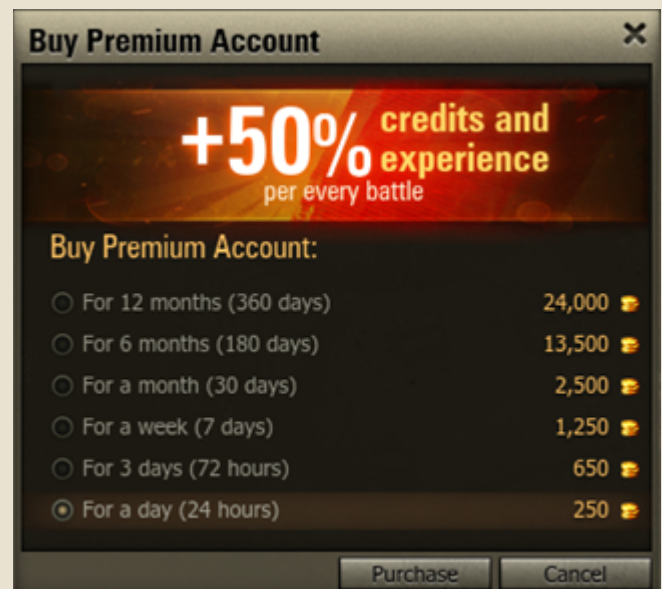 Buy Premium Account
+50% credits and
experience
per every battle
Buy Premium Account:
For 12 months (360 days) 24,000
For 6 months (180 days) 13,500
For a month (30 days) 2,500
For a week (7 days) 1,250
For 3 days (72 hours) 650
For a day (24 hours) 250
Purchase Cancel